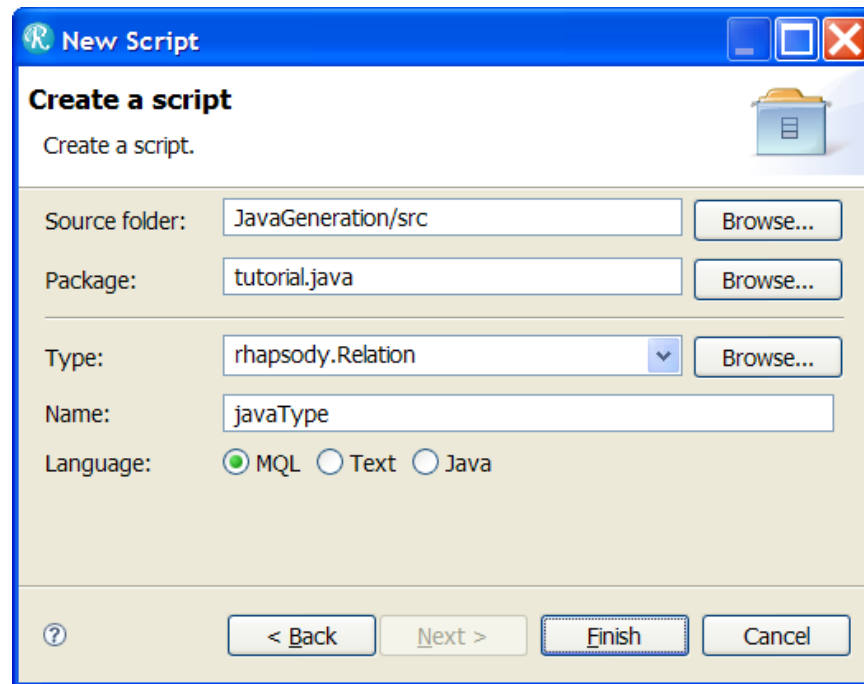 New Script
Create a script
Create a script.
Source folder: JavaGeneration/src Browse...
Package: tutorial.java Browse...
Type: rhapsody.Relation Browse...
Name: javaType
Language: MQL Text Java
? < Back Next > Finish Cancel